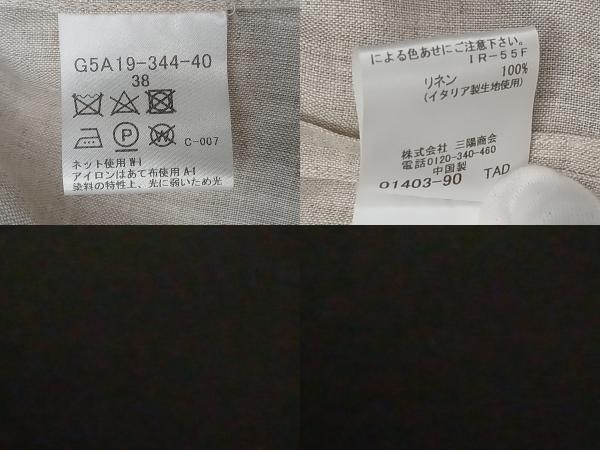 G5A19-344-40
38
C-007
ネット使用 W-I
アイロンはあて布使用 A-I
染料の特性上、光に弱いため光
による色あせにご注意下さい。
IR-55F
リネン 100%
(イタリア製生地使用)
株式会社 三陽商会
電話0120-340-460
中国製
01403-90 TAD